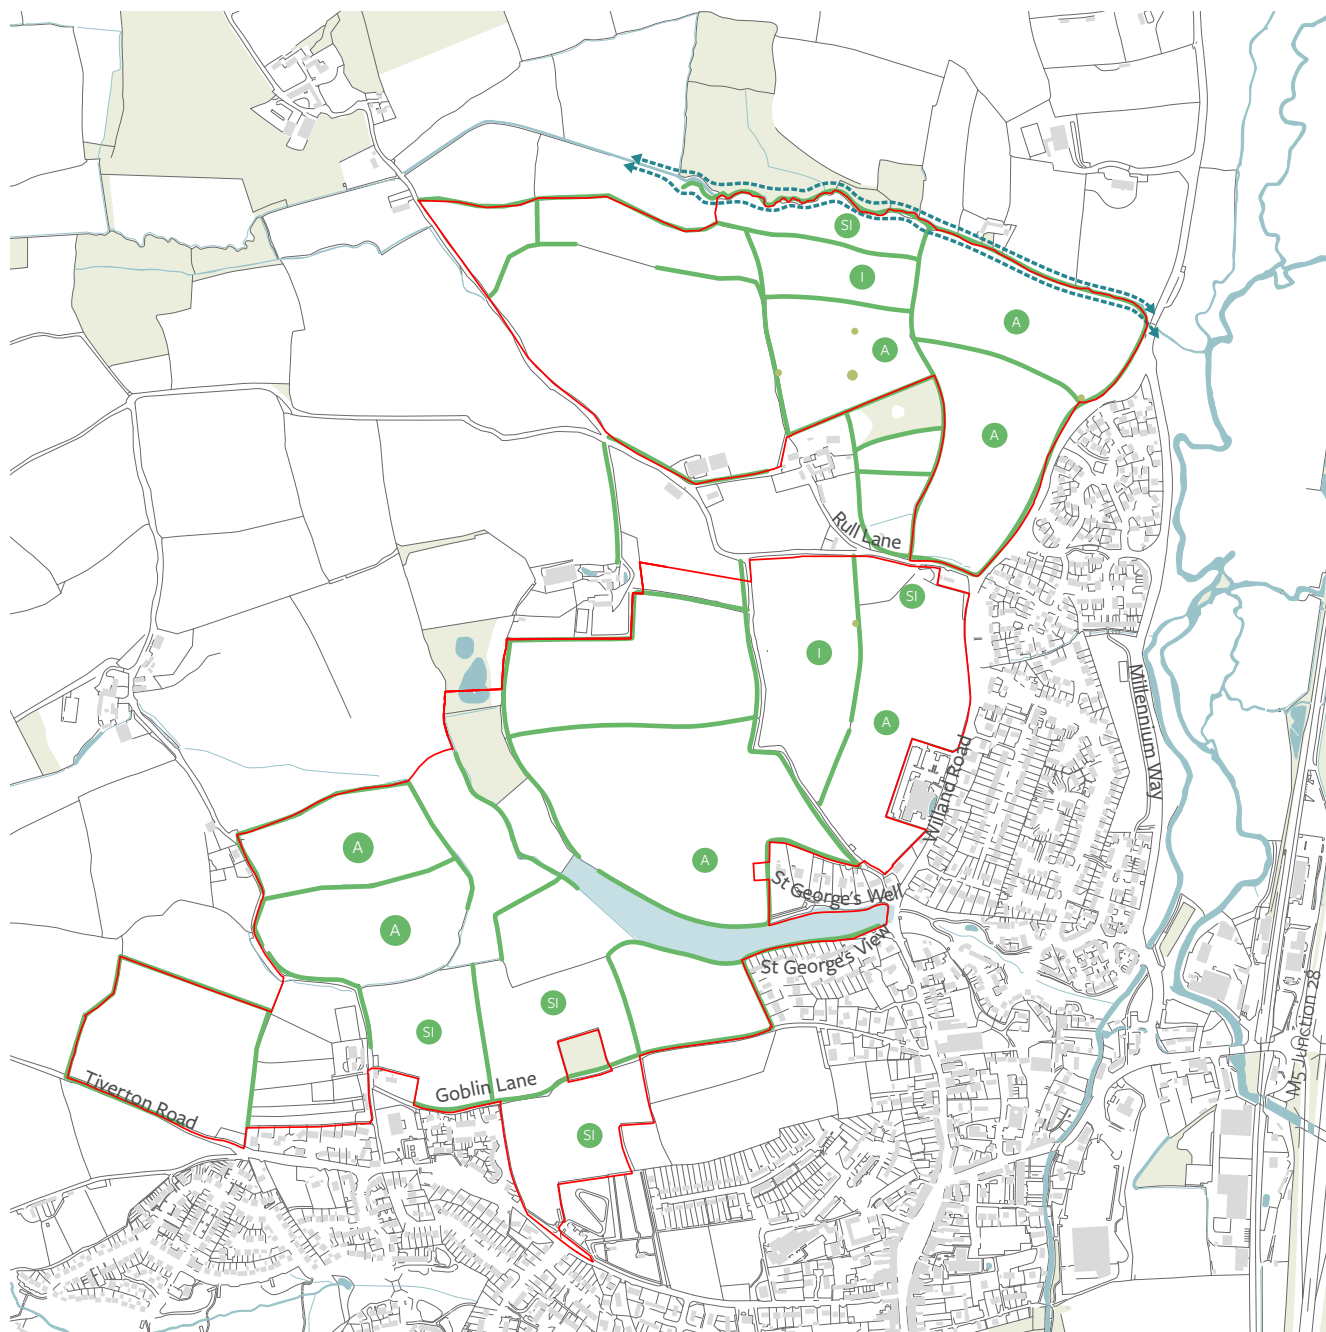 SI
I
A
A
A
Rull Lane
SI
I
Millennium Way
A
Willand Road
A
A
St George's Well
A
St George's View
SI
SI
M5 Junction 28
Goblin Lane
Tiverton Road
SI